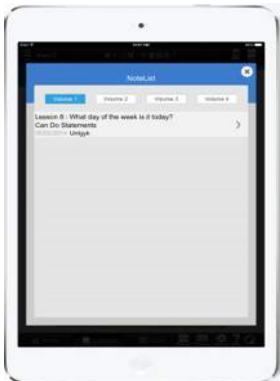 NoteList
Volume 1 Volume 2 Volume 3 Volume 4
Lesson 8 : What day of the week is it today?
Can Do Statements
Untgyk